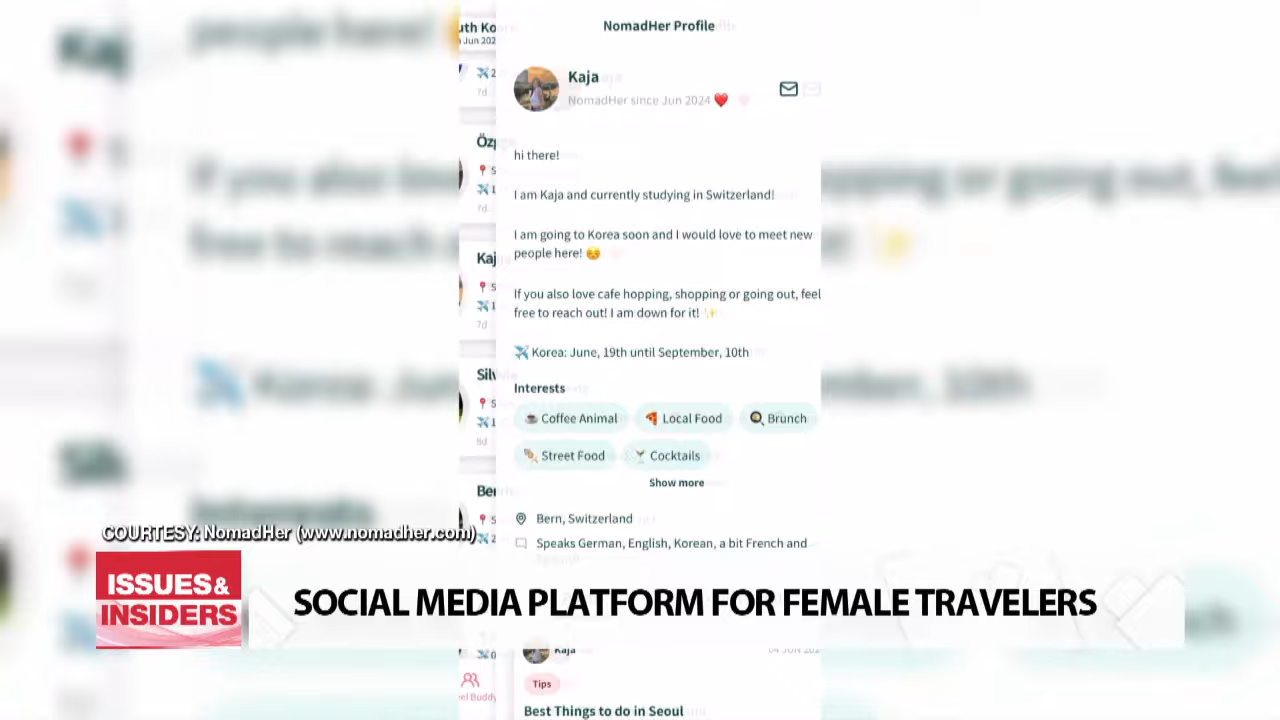 NomadHer Profile
Kaja
NomadHer since Jun 2024 ❤️
hi there!
I am Kaja and currently studying in Switzerland!
I am going to Korea soon and I would love to meet new
people here! 😚
If you also love cafe hopping, shopping or going out, feel
free to reach out! I am down for it! ✨
✈️ Korea: June, 19th until September, 10th
Interests
☕ Coffee Animal 🍕 Local Food 🍳 Brunch
🍡 Street Food 🍸 Cocktails
Show more
Bern, Switzerland
Speaks German, English, Korean, a bit French and
COURTESY: NomadHer (www.nomadher.com)
ISSUES&
INSIDERS
SOCIAL MEDIA PLATFORM FOR FEMALE TRAVELERS
Kaja
Tips
Best Things to do in Seoul